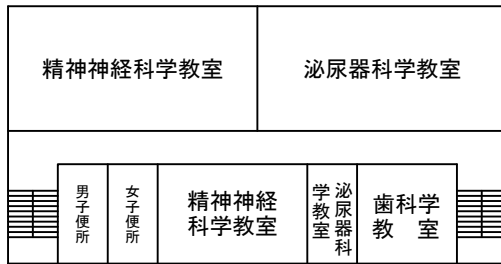 精神神経科学教室
泌尿器科学教室
男子便所
女子便所
精神神経
科学教室
泌尿器科
学教室
歯科学
教　室